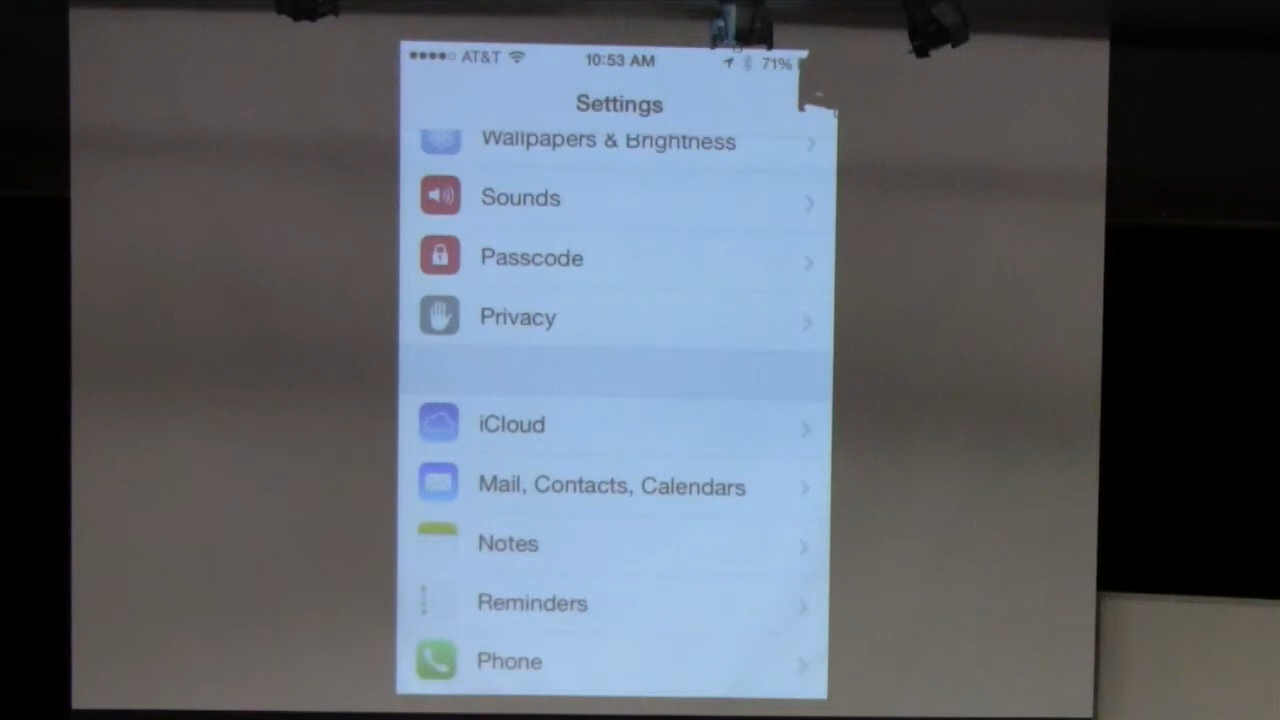 AT&T 10:53 AM 71%
Settings
Wallpapers & Brightness
Sounds
Passcode
Privacy
iCloud
Mail, Contacts, Calendars
Notes
Reminders
Phone